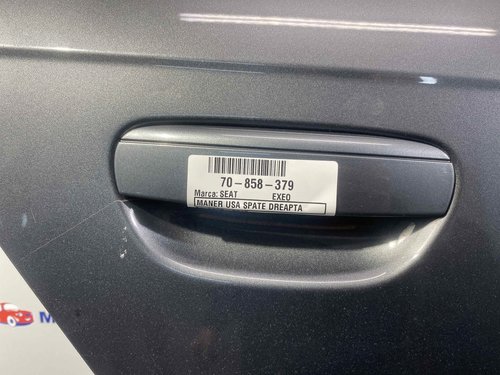 70-858-379
Marca: SEAT EXEO
MANER USA SPATE DREAPTA
M